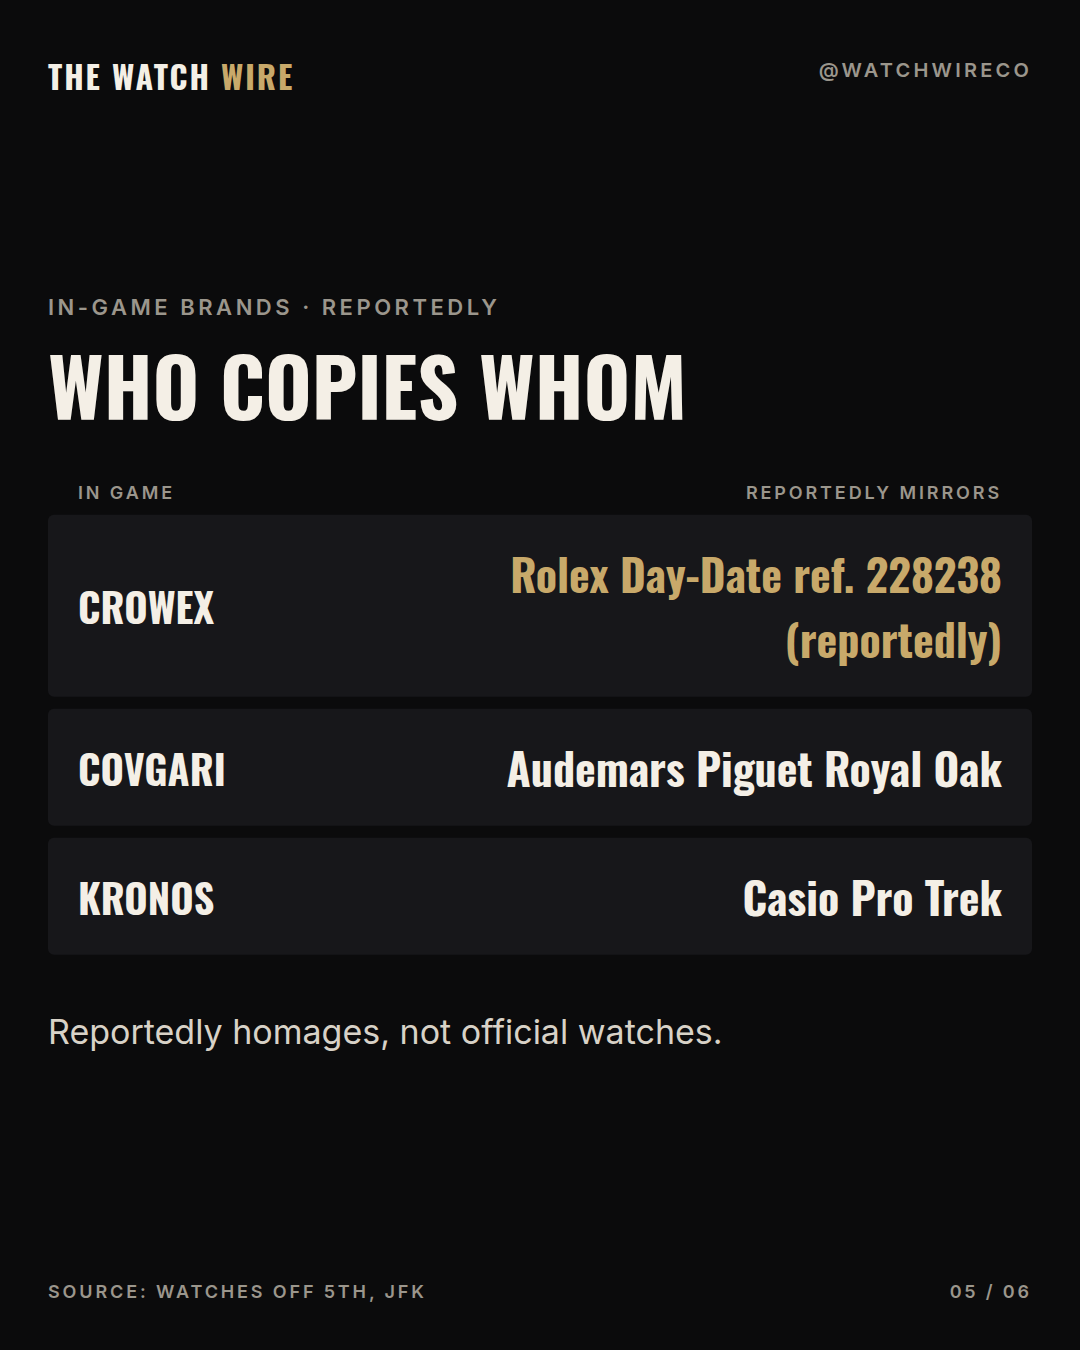 THE WATCH WIRE
@WATCHWIRECO
IN-GAME BRANDS · REPORTEDLY
WHO COPIES WHOM
IN GAME
REPORTEDLY MIRRORS
CROWEX
Rolex Day-Date ref. 228238
(reportedly)
COVGARI
Audemars Piguet Royal Oak
KRONOS
Casio Pro Trek
Reportedly homages, not official watches.
SOURCE: WATCHES OFF 5TH, JFK
05 / 06